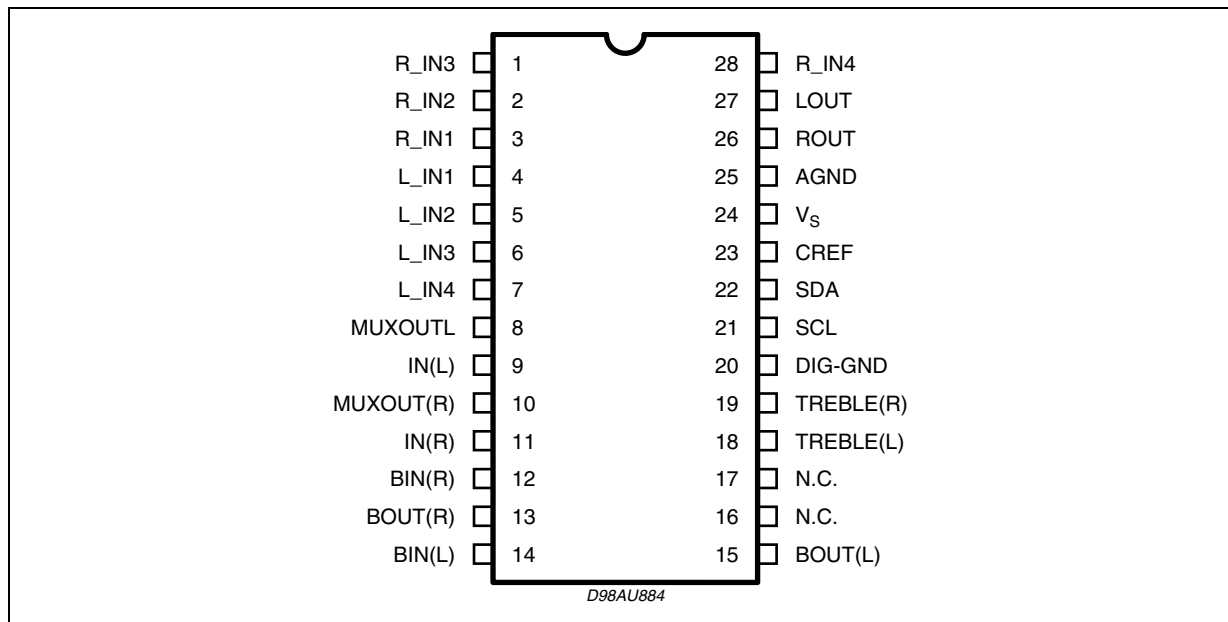 R_IN3 1 28 R_IN4
R_IN2 2 27 LOUT
R_IN1 3 26 ROUT
L_IN1 4 25 AGND
L_IN2 5 24 VS
L_IN3 6 23 CREF
L_IN4 7 22 SDA
MUXOUTL 8 21 SCL
IN(L) 9 20 DIG-GND
MUXOUT(R) 10 19 TREBLE(R)
IN(R) 11 18 TREBLE(L)
BIN(R) 12 17 N.C.
BOUT(R) 13 16 N.C.
BIN(L) 14 15 BOUT(L)
D98AU884